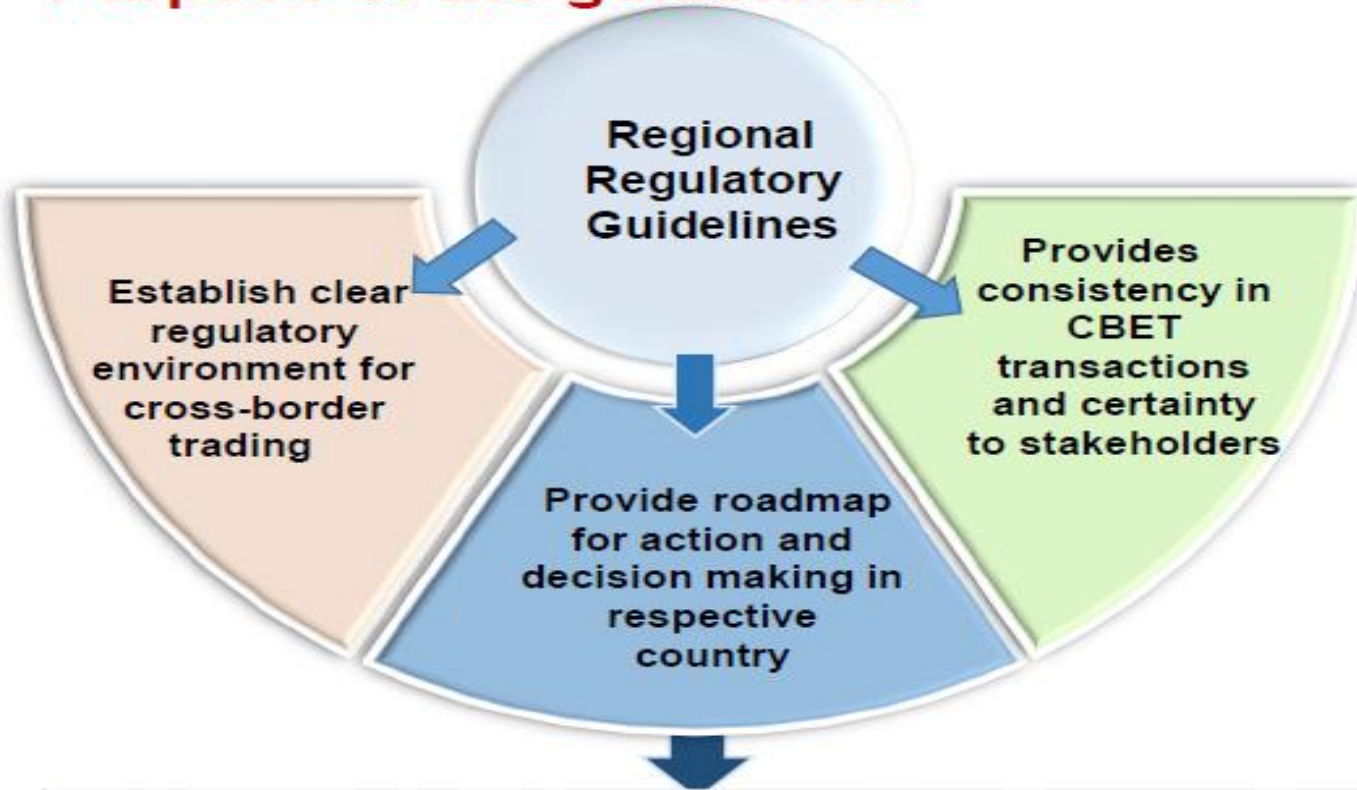 Regional
Regulatory
Guidelines
Establish clear
regulatory
environment for
cross-border
trading
Provide roadmap
for action and
decision making in
respective
country
Provides
consistency in
CBET
transactions
and certainty
to stakeholders